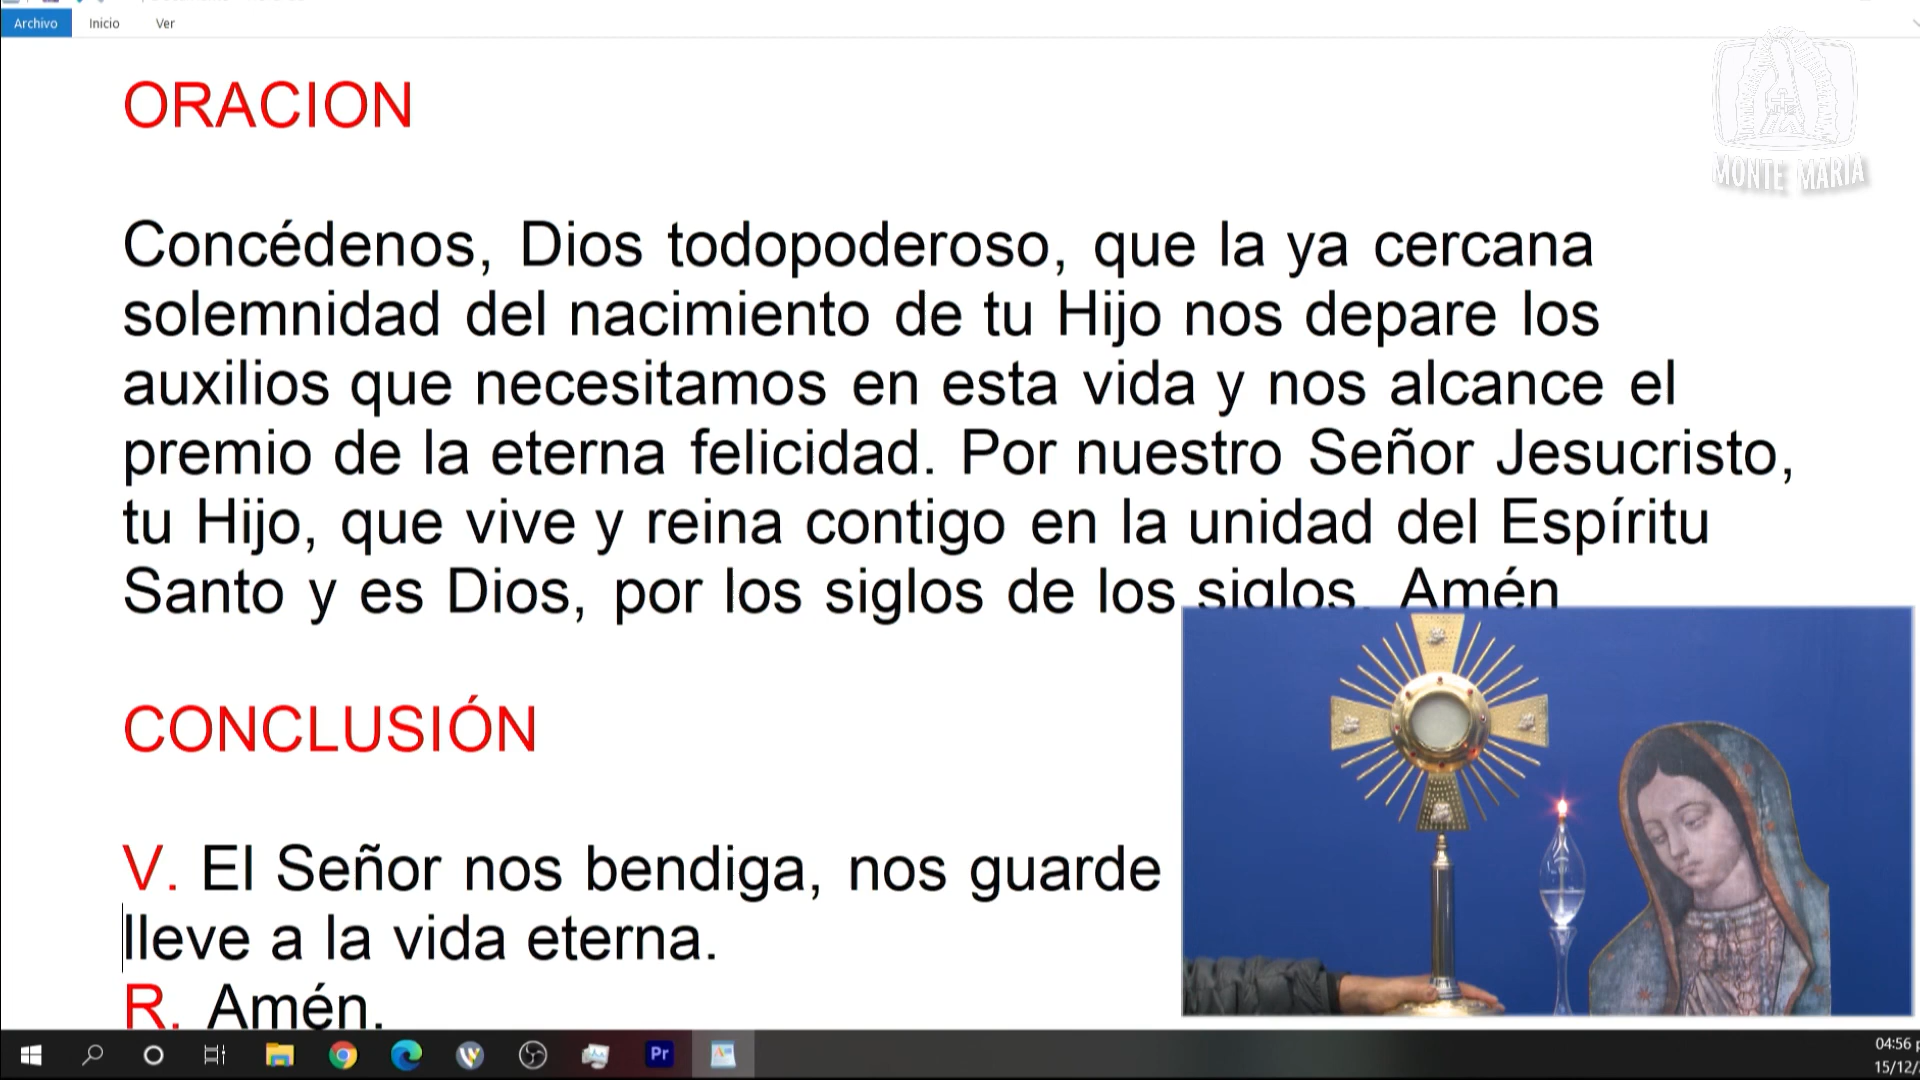 Archivo Inicio Ver
MONTE MARIA
ORACION
Concédenos, Dios todopoderoso, que la ya cercana
solemnidad del nacimiento de tu Hijo nos depare los
auxilios que necesitamos en esta vida y nos alcance el
premio de la eterna felicidad. Por nuestro Señor Jesucristo,
tu Hijo, que vive y reina contigo en la unidad del Espíritu
Santo y es Dios, por los siglos de los siglos. Amén
CONCLUSIÓN
V. El Señor nos bendiga, nos guarde
lleve a la vida eterna.
R. Amén.
Pr
04:56 p
15/12/